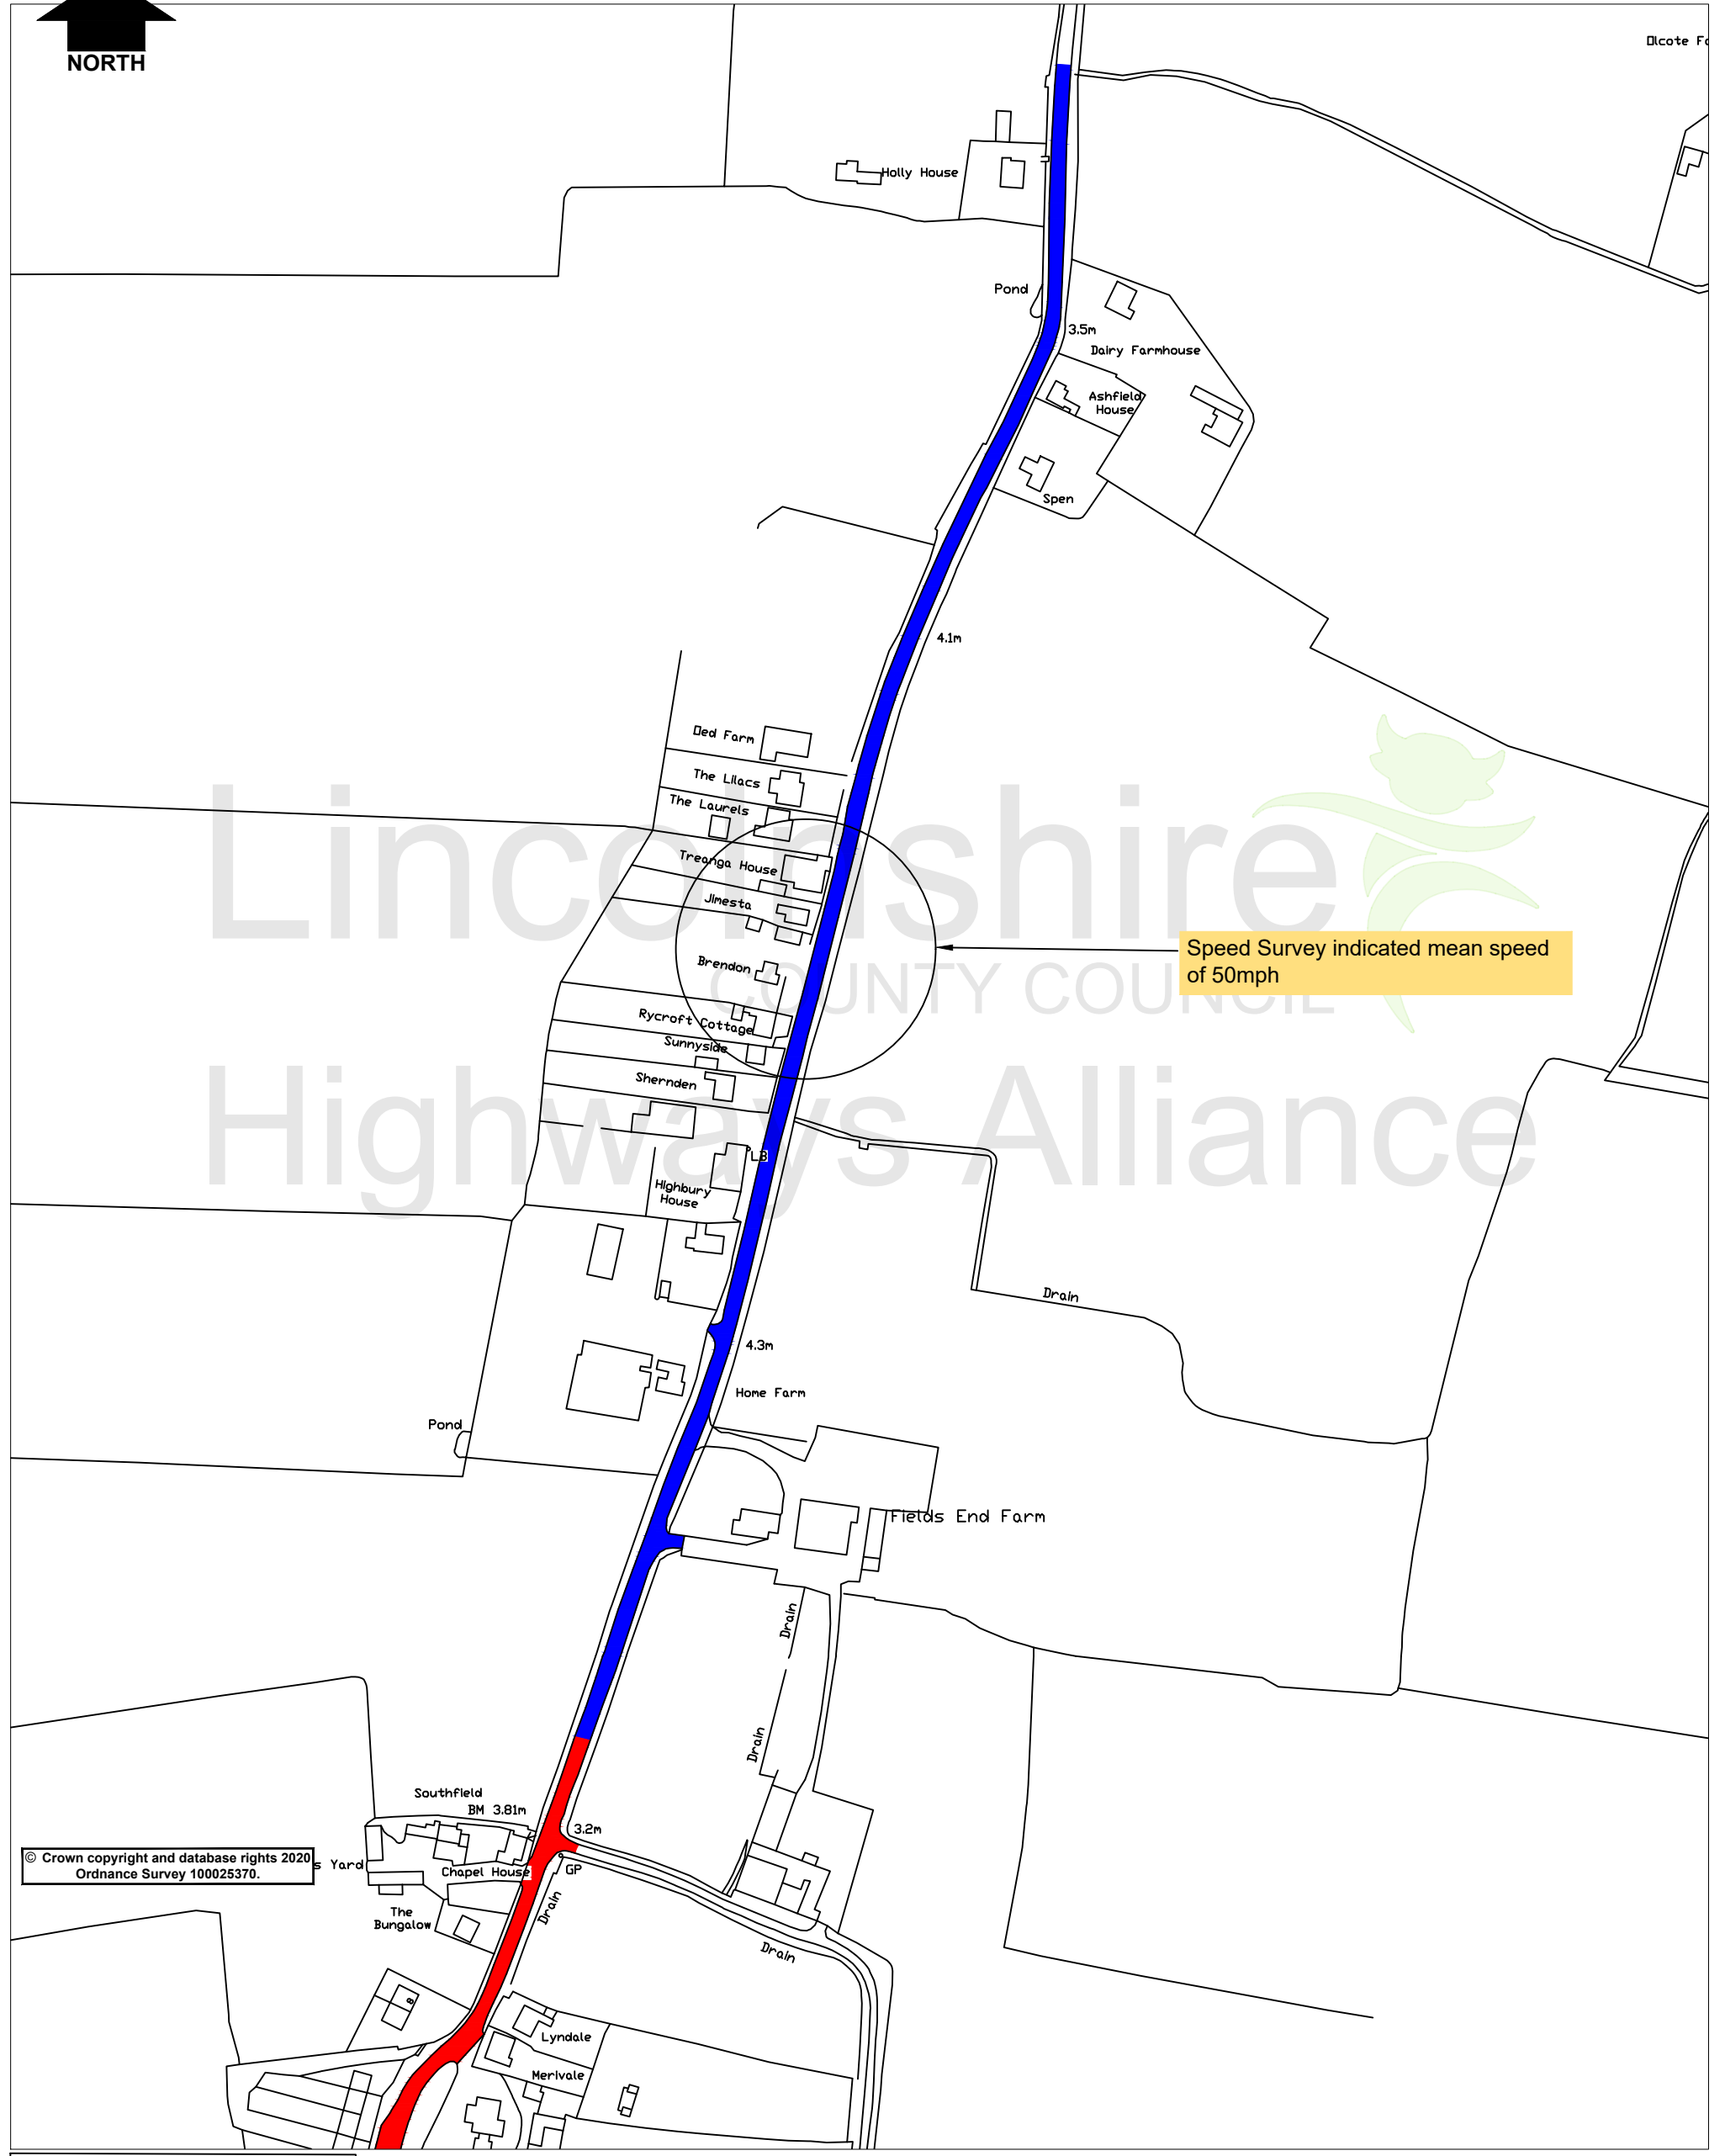 NORTH
Olcote Fa
Holly House
Pond
3.5m
Dairy Farmhouse
Ashfield
House
Spen
4.1m
Ded Farm
The Lilacs
The Laurels
Lincolnshire
Treanga House
Jimesta
Speed Survey indicated mean speed
of 50mph
Brendon
COUNTY COUNCIL
Rycroft Cottage
Sunnyside
Shernden
Highways Alliance
LB
Highbury
House
Drain
4.3m
Home Farm
Pond
Fields End Farm
Drain
Drain
Southfield
BM 3.81m
3.2m
© Crown copyright and database rights 2020
Ordnance Survey 100025370.
s Yard
Chapel House
GP
The
Bungalow
Drain
Drain
8
Lyndale
Merivale